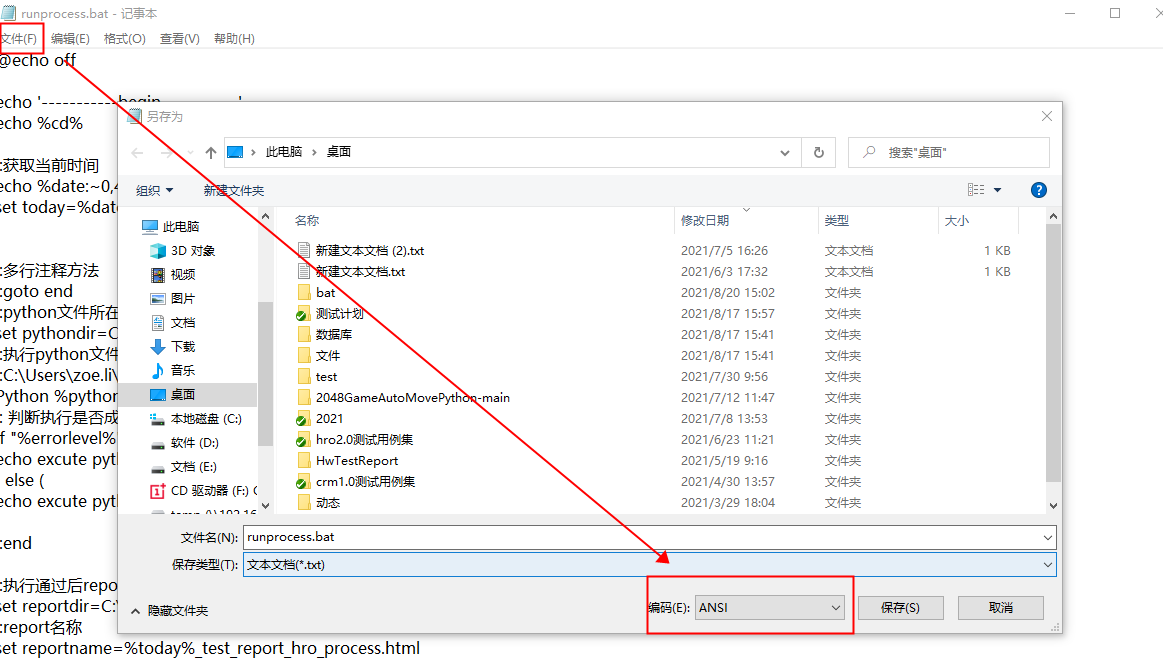 runprocess.bat - 记事本
文件(F) 编辑(E) 格式(O) 查看(V) 帮助(H)
@echo off
echo '-----------begin-----------'
echo %cd%
:获取当前时间
echo %date:~0,4
set today=%date
:多行注释方法
:goto end
:python文件所在
set pythondir=C
:执行python文件
:C:\Users\zoe.li\
Python %python
: 判断执行是否成
if "%errorlevel%
echo excute pyth
else (
echo excute pyth
:end
:执行通过后repo
set reportdir=C:\
:report名称
set reportname=%today%_test_report_hro_process.html
另存为
此电脑 › 桌面
搜索"桌面"
组织 新建文件夹
此电脑
3D 对象
视频
图片
文档
下载
音乐
桌面
本地磁盘 (C:)
软件 (D:)
文档 (E:)
CD 驱动器 (F:) C
名称 修改日期 类型 大小
新建文本文档 (2).txt 2021/7/5 16:26 文本文档 1 KB
新建文本文档.txt 2021/6/3 17:32 文本文档 1 KB
bat 2021/8/20 15:02 文件夹
测试计划 2021/8/17 15:57 文件夹
数据库 2021/8/17 15:41 文件夹
文件 2021/8/17 15:41 文件夹
test 2021/7/30 9:56 文件夹
2048GameAutoMovePython-main 2021/7/12 11:47 文件夹
2021 2021/7/8 13:53 文件夹
hro2.0测试用例集 2021/6/23 11:21 文件夹
HwTestReport 2021/5/19 9:16 文件夹
crm1.0测试用例集 2021/4/30 13:57 文件夹
动态 2021/3/29 18:04 文件夹
文件名(N): runprocess.bat
保存类型(T): 文本文档(*.txt)
隐藏文件夹
编码(E): ANSI 保存(S) 取消